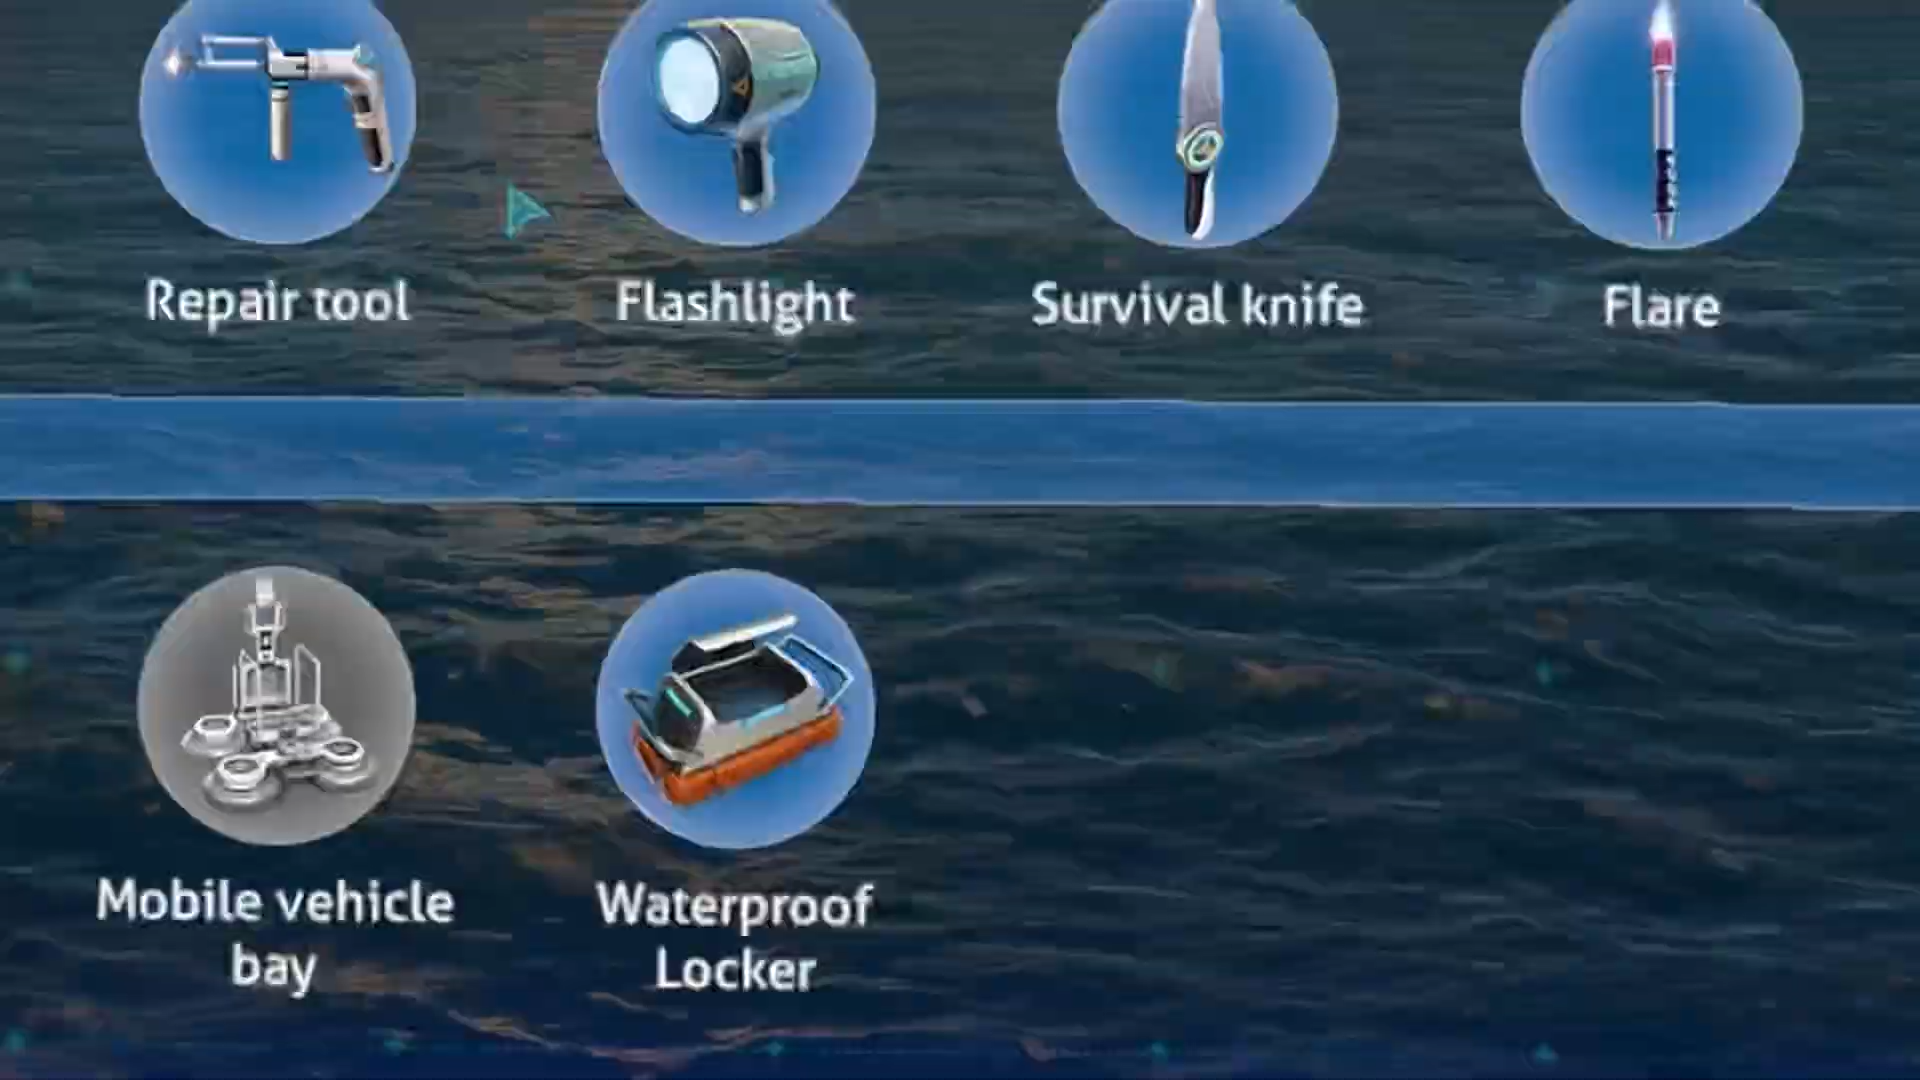 Repair tool
Flashlight
Survival knife
Flare
Mobile vehicle
bay
Waterproof
Locker